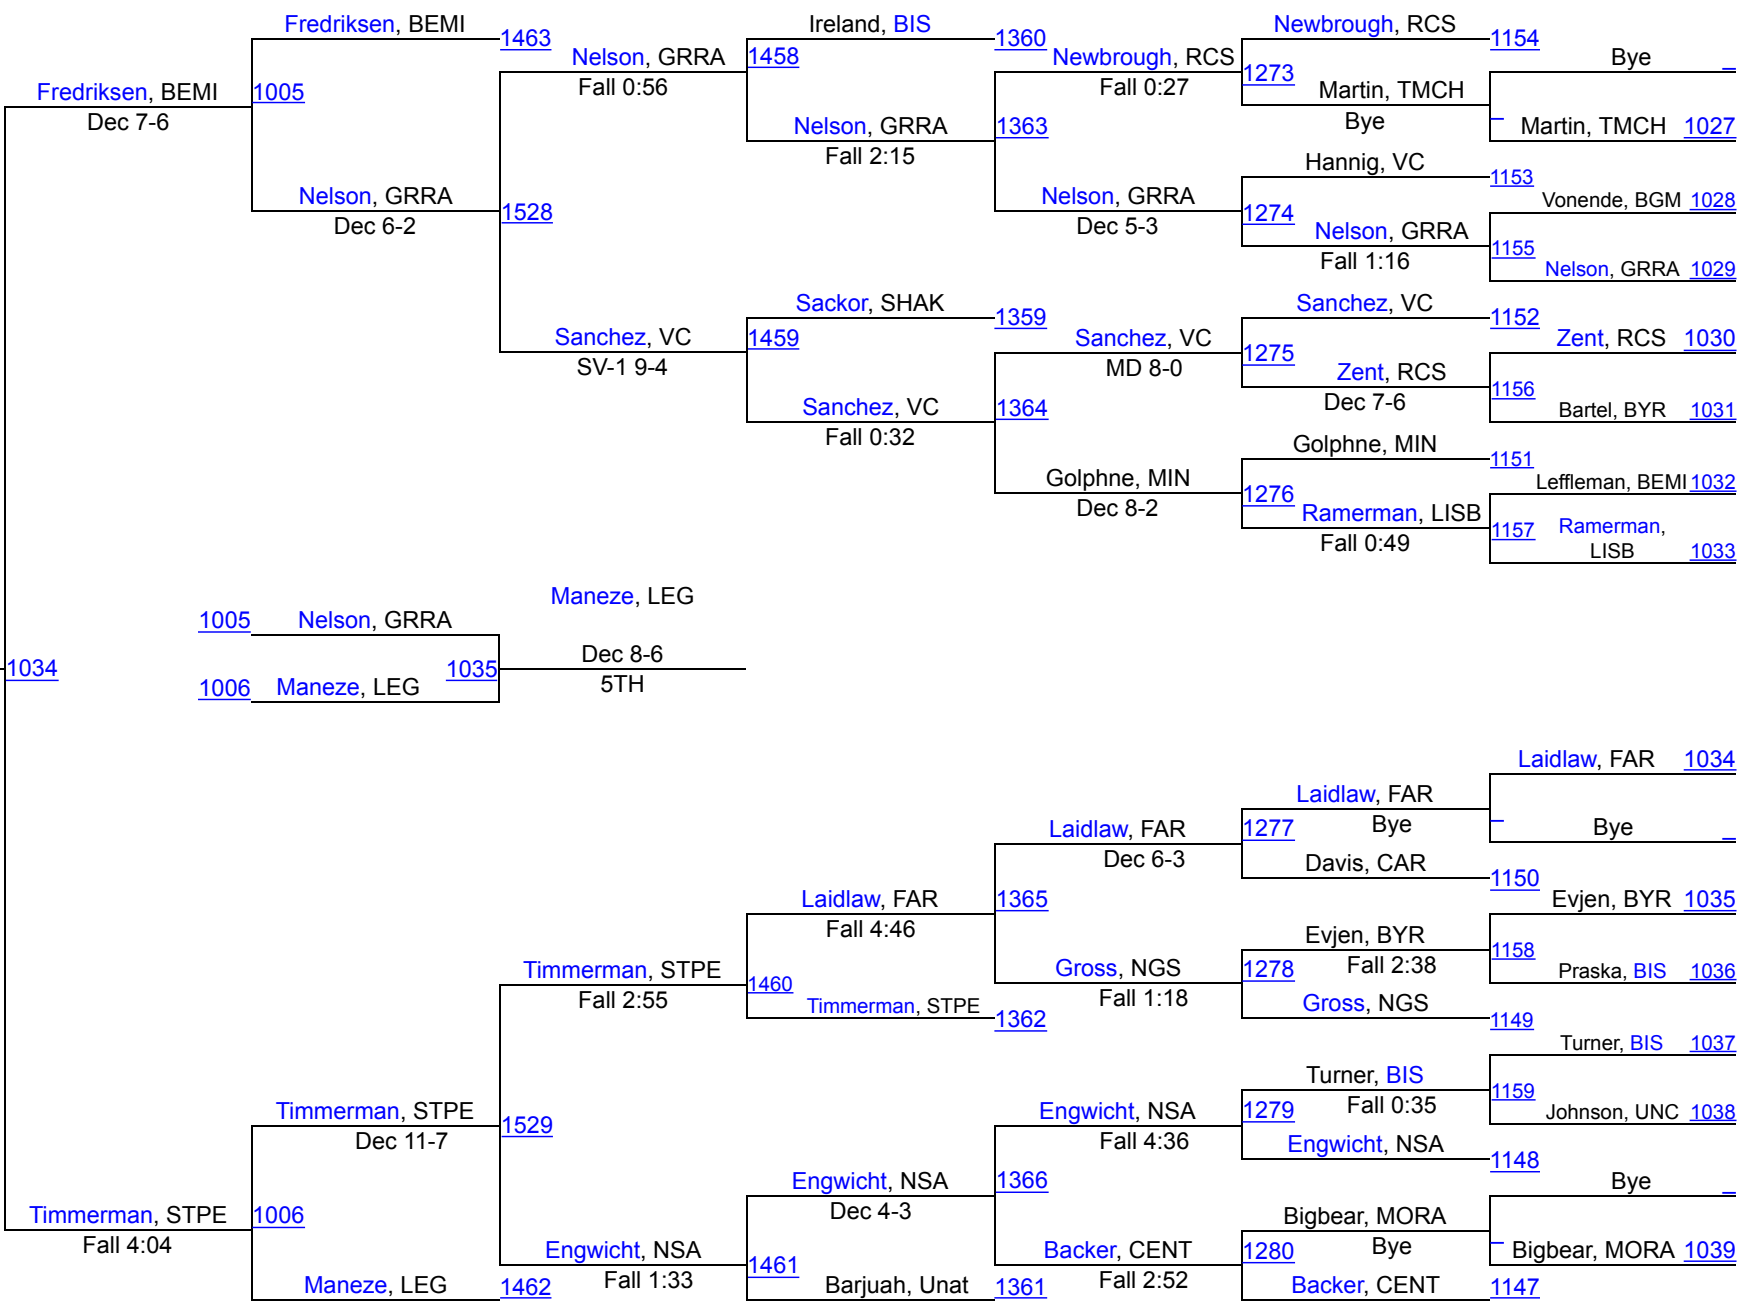 Fredriksen, BEMI
1463
Ireland, BIS
1360
Newbrough, RCS
1154
Nelson, GRRA
1458
Newbrough, RCS
Bye
Fall 0:56
1273
Fall 0:27
Martin, TMCH
Bye
Fredriksen, BEMI
1005
Dec 7-6
Nelson, GRRA
1363
Fall 2:15
Martin, TMCH 1027
Hannig, VC
1153
Nelson, GRRA
Dec 6-2
1528
Nelson, GRRA
Dec 5-3
1274
Vonende, BGM 1028
Nelson, GRRA
1155
Fall 1:16
Nelson, GRRA 1029
Sackor, SHAK
1359
Sanchez, VC
1152
Sanchez, VC
1459
SV-1 9-4
Sanchez, VC
1275
MD 8-0
Zent, RCS 1030
Zent, RCS
1156
Dec 7-6
Sanchez, VC
1364
Fall 0:32
Bartel, BYR 1031
Golphne, MIN
1151
Golphne, MIN
1276
Dec 8-2
Leffleman, BEMI 1032
Ramerman, LISB
1157
Fall 0:49
Ramerman,
LISB 1033
Maneze, LEG
1005 Nelson, GRRA
1034
1035
Dec 8-6
5TH
1006 Maneze, LEG
Laidlaw, FAR 1034
Laidlaw, FAR
Bye
Laidlaw, FAR
1277
Dec 6-3
Bye
Davis, CAR
1150
Laidlaw, FAR
1365
Fall 4:46
Evjen, BYR 1035
Evjen, BYR
1158
Fall 2:38
Timmerman, STPE
1460
Fall 2:55
Gross, NGS
1278
Fall 1:18
Praska, BIS 1036
Timmerman, STPE
1362
Gross, NGS
1149
Turner, BIS 1037
Turner, BIS
1159
Fall 0:35
Timmerman, STPE
1529
Dec 11-7
Engwicht, NSA
1279
Fall 4:36
Johnson, UNC 1038
Engwicht, NSA
1148
Engwicht, NSA
1366
Dec 4-3
Bye
Timmerman, STPE
1006
Fall 4:04
Bigbear, MORA
Bye
Engwicht, NSA
1461
Fall 1:33
Backer, CENT
1280
Fall 2:52
Bigbear, MORA 1039
Maneze, LEG
1462
Barjuah, Unat
1361
Backer, CENT
1147